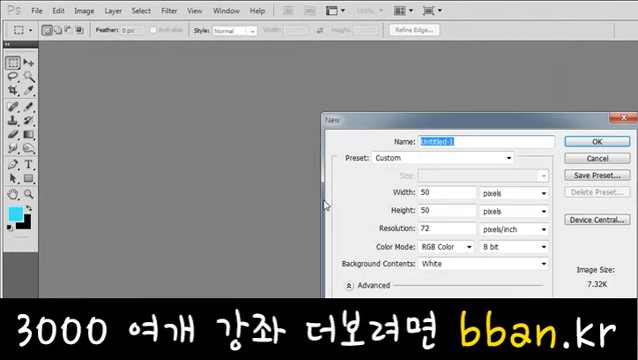 Ps File Edit Image Layer Select Filter Analysis View Window Help 100%
Feather: 0 px Anti-alias Style: Normal Width: Height: Refine Edge...
New
Name: Untitled-1 OK
Preset: Custom Cancel
Size: Save Preset...
Width: 50 pixels Delete Preset...
Height: 50 pixels
Resolution: 72 pixels/inch Device Central...
Color Mode: RGB Color 8 bit
Background Contents: White Image Size:
Advanced 7.32K
3000 여개 강좌 더보려면 bban.kr